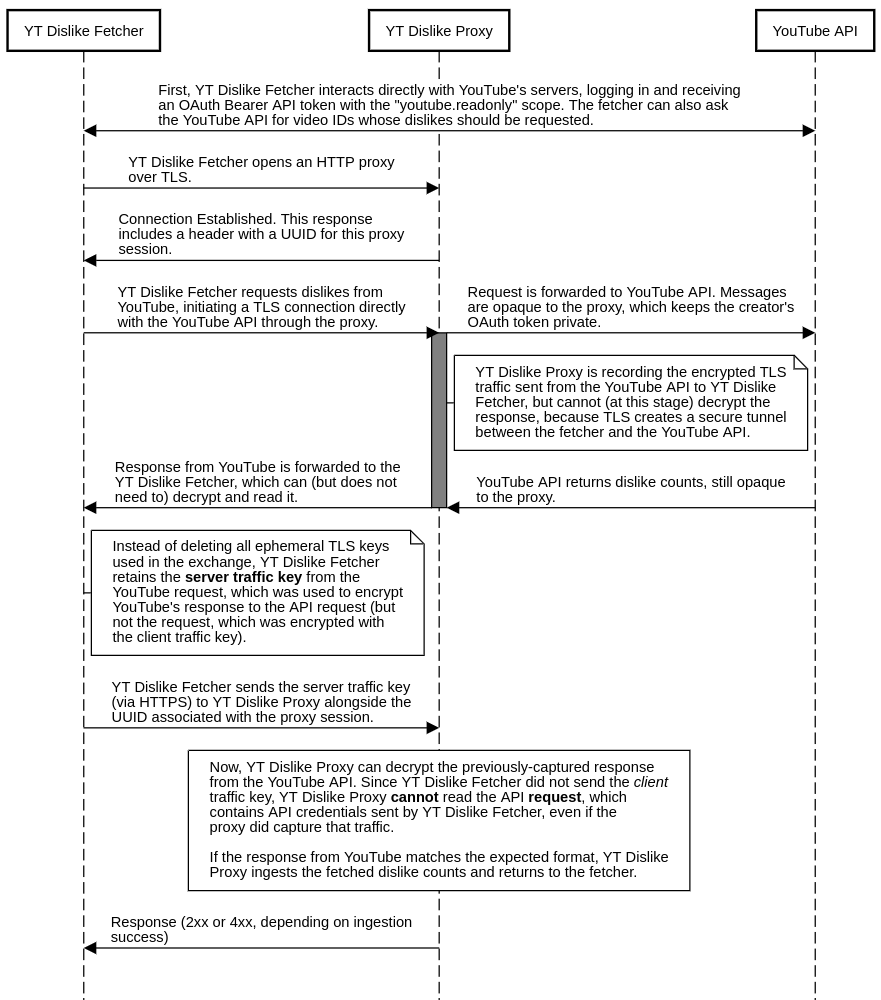 YT Dislike Fetcher
YT Dislike Proxy
YouTube API
First, YT Dislike Fetcher interacts directly with YouTube's servers, logging in and receiving
an OAuth Bearer API token with the "youtube.readonly" scope. The fetcher can also ask
the YouTube API for video IDs whose dislikes should be requested.
YT Dislike Fetcher opens an HTTP proxy
over TLS.
Connection Established. This response
includes a header with a UUID for this proxy
session.
YT Dislike Fetcher requests dislikes from
YouTube, initiating a TLS connection directly
with the YouTube API through the proxy.
Request is forwarded to YouTube API. Messages
are opaque to the proxy, which keeps the creator's
OAuth token private.
YT Dislike Proxy is recording the encrypted TLS
traffic sent from the YouTube API to YT Dislike
Fetcher, but cannot (at this stage) decrypt the
response, because TLS creates a secure tunnel
between the fetcher and the YouTube API.
Response from YouTube is forwarded to the
YT Dislike Fetcher, which can (but does not
need to) decrypt and read it.
YouTube API returns dislike counts, still opaque
to the proxy.
Instead of deleting all ephemeral TLS keys
used in the exchange, YT Dislike Fetcher
retains the server traffic key from the
YouTube request, which was used to encrypt
YouTube's response to the API request (but
not the request, which was encrypted with
the client traffic key).
YT Dislike Fetcher sends the server traffic key
(via HTTPS) to YT Dislike Proxy alongside the
UUID associated with the proxy session.
Now, YT Dislike Proxy can decrypt the previously-captured response
from the YouTube API. Since YT Dislike Fetcher did not send the client
traffic key, YT Dislike Proxy cannot read the API request, which
contains API credentials sent by YT Dislike Fetcher, even if the
proxy did capture that traffic.
If the response from YouTube matches the expected format, YT Dislike
Proxy ingests the fetched dislike counts and returns to the fetcher.
Response (2xx or 4xx, depending on ingestion
success)